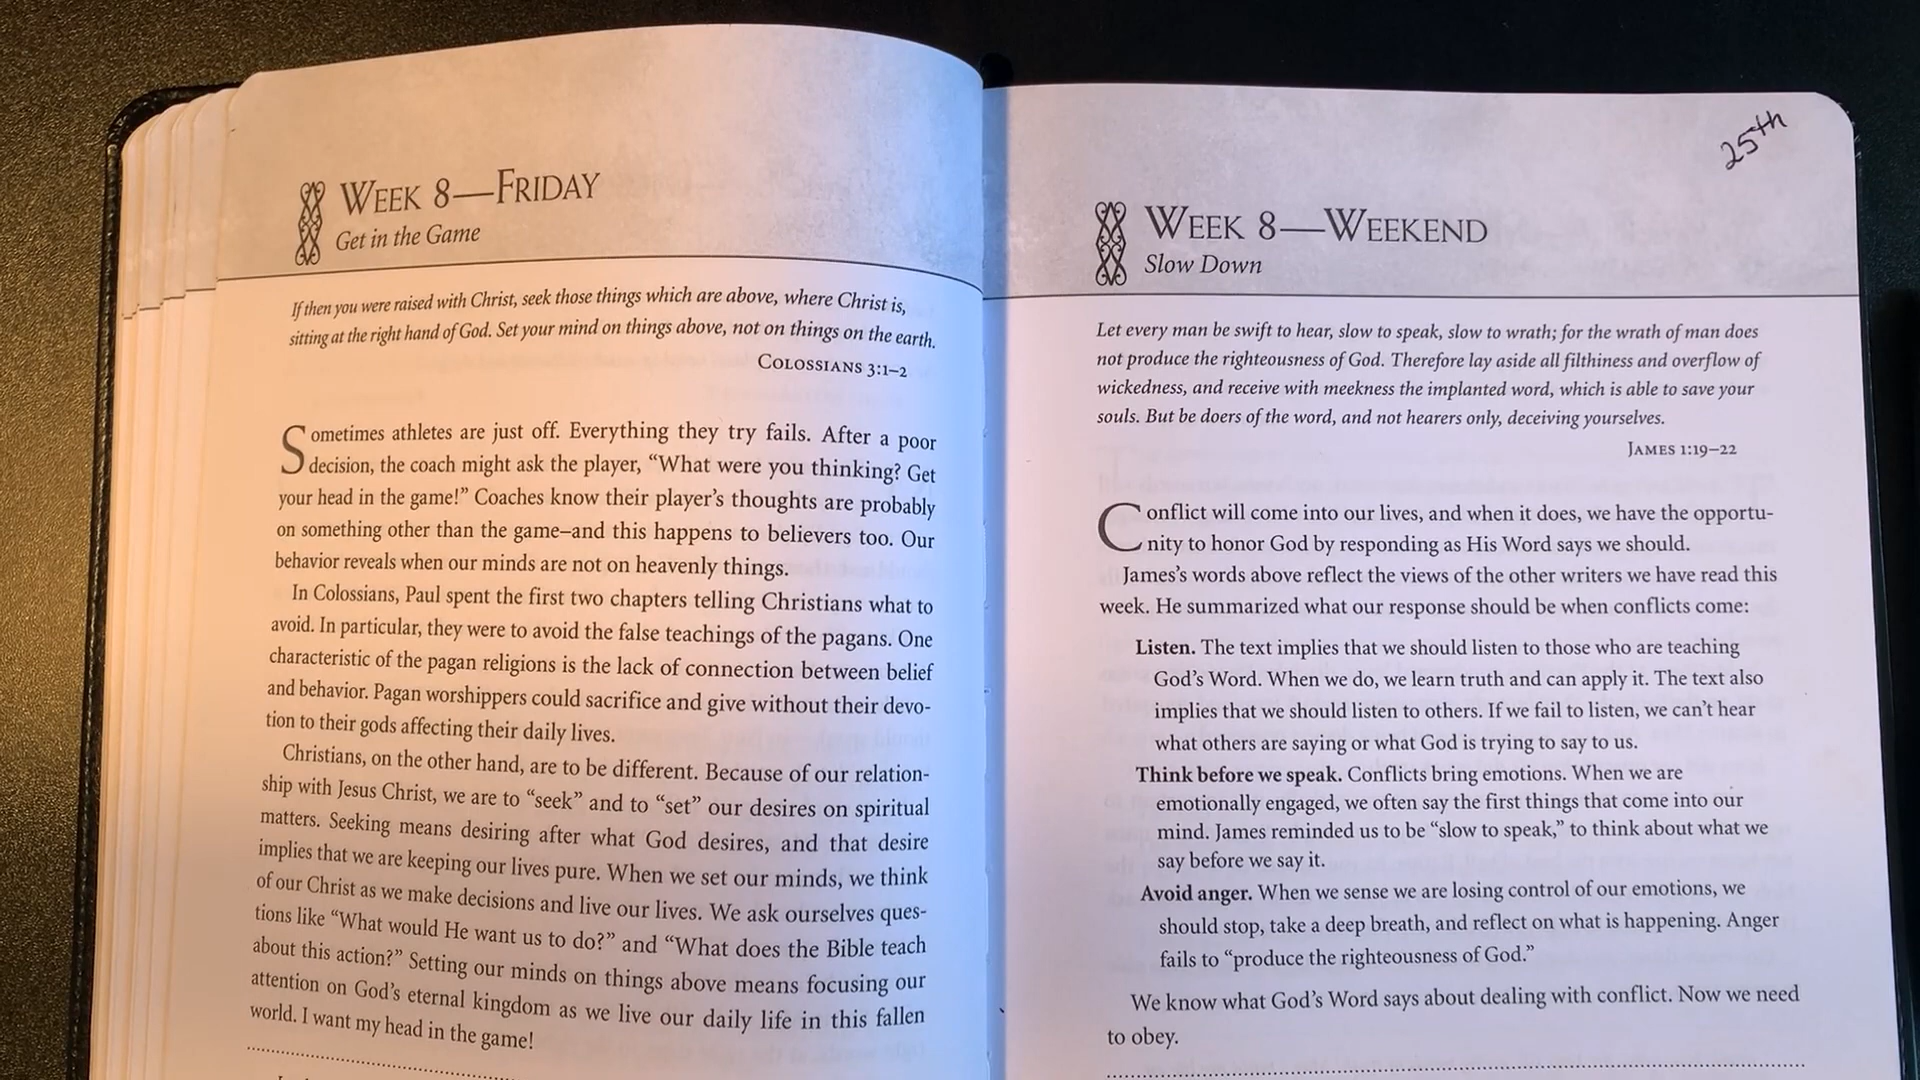 WEEK 8—FRIDAY
Get in the Game
If then you were raised with Christ, seek those things which are above, where Christ is,
sitting at the right hand of God. Set your mind on things above, not on things on the earth.
COLOSSIANS 3:1–2
Sometimes athletes are just off. Everything they try fails. After a poor
decision, the coach might ask the player, “What were you thinking? Get
your head in the game!” Coaches know their player’s thoughts are probably
on something other than the game–and this happens to believers too. Our
behavior reveals when our minds are not on heavenly things.
In Colossians, Paul spent the first two chapters telling Christians what to
avoid. In particular, they were to avoid the false teachings of the pagans. One
characteristic of the pagan religions is the lack of connection between belief
and behavior. Pagan worshippers could sacrifice and give without their devo-
tion to their gods affecting their daily lives.
Christians, on the other hand, are to be different. Because of our relation-
ship with Jesus Christ, we are to “seek” and to “set” our desires on spiritual
matters. Seeking means desiring after what God desires, and that desire
implies that we are keeping our lives pure. When we set our minds, we think
of our Christ as we make decisions and live our lives. We ask ourselves ques-
tions like “What would He want us to do?” and “What does the Bible teach
about this action?” Setting our minds on things above means focusing our
attention on God’s eternal kingdom as we live our daily life in this fallen
world. I want my head in the game!
25th
WEEK 8—WEEKEND
Slow Down
Let every man be swift to hear, slow to speak, slow to wrath; for the wrath of man does
not produce the righteousness of God. Therefore lay aside all filthiness and overflow of
wickedness, and receive with meekness the implanted word, which is able to save your
souls. But be doers of the word, and not hearers only, deceiving yourselves.
JAMES 1:19–22
Conflict will come into our lives, and when it does, we have the opportu-
nity to honor God by responding as His Word says we should.
James’s words above reflect the views of the other writers we have read this
week. He summarized what our response should be when conflicts come:
Listen. The text implies that we should listen to those who are teaching
God’s Word. When we do, we learn truth and can apply it. The text also
implies that we should listen to others. If we fail to listen, we can’t hear
what others are saying or what God is trying to say to us.
Think before we speak. Conflicts bring emotions. When we are
emotionally engaged, we often say the first things that come into our
mind. James reminded us to be “slow to speak,” to think about what we
say before we say it.
Avoid anger. When we sense we are losing control of our emotions, we
should stop, take a deep breath, and reflect on what is happening. Anger
fails to “produce the righteousness of God.”
We know what God’s Word says about dealing with conflict. Now we need
to obey.